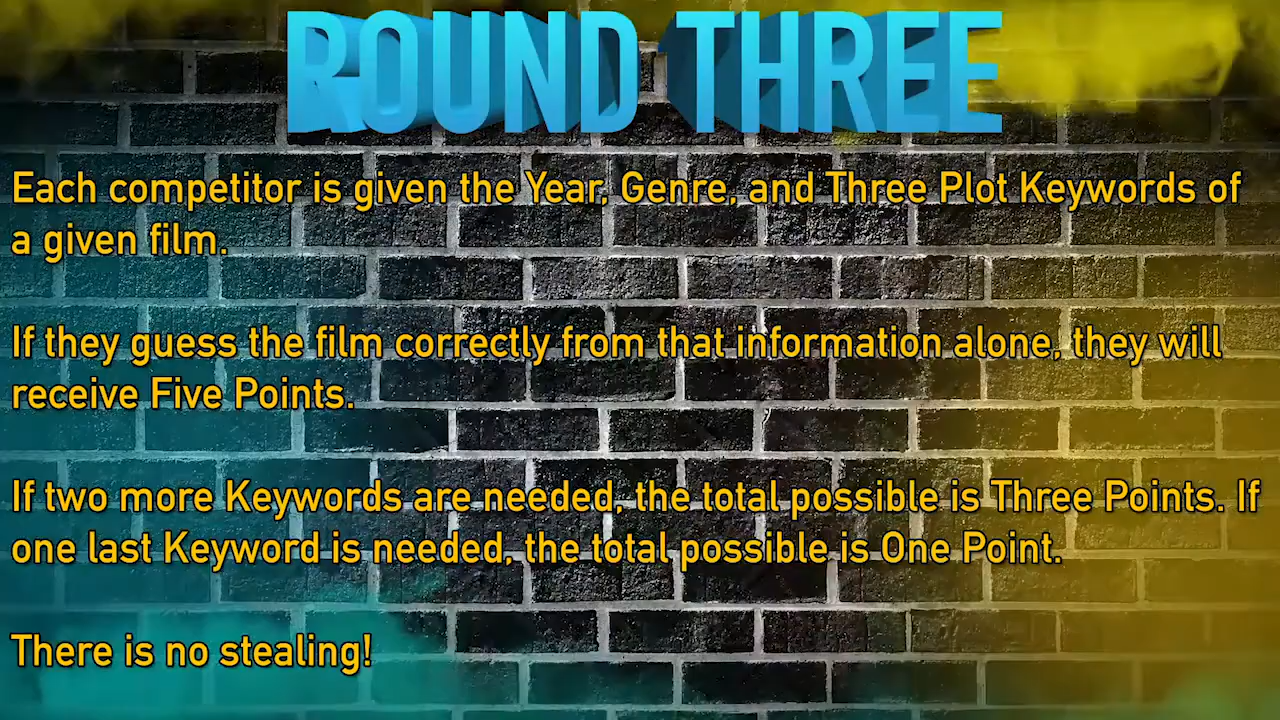 ROUND THREE
Each competitor is given the Year, Genre, and Three Plot Keywords of
a given film.
If they guess the film correctly from that information alone, they will
receive Five Points.
If two more Keywords are needed, the total possible is Three Points. If
one last Keyword is needed, the total possible is One Point.
There is no stealing!